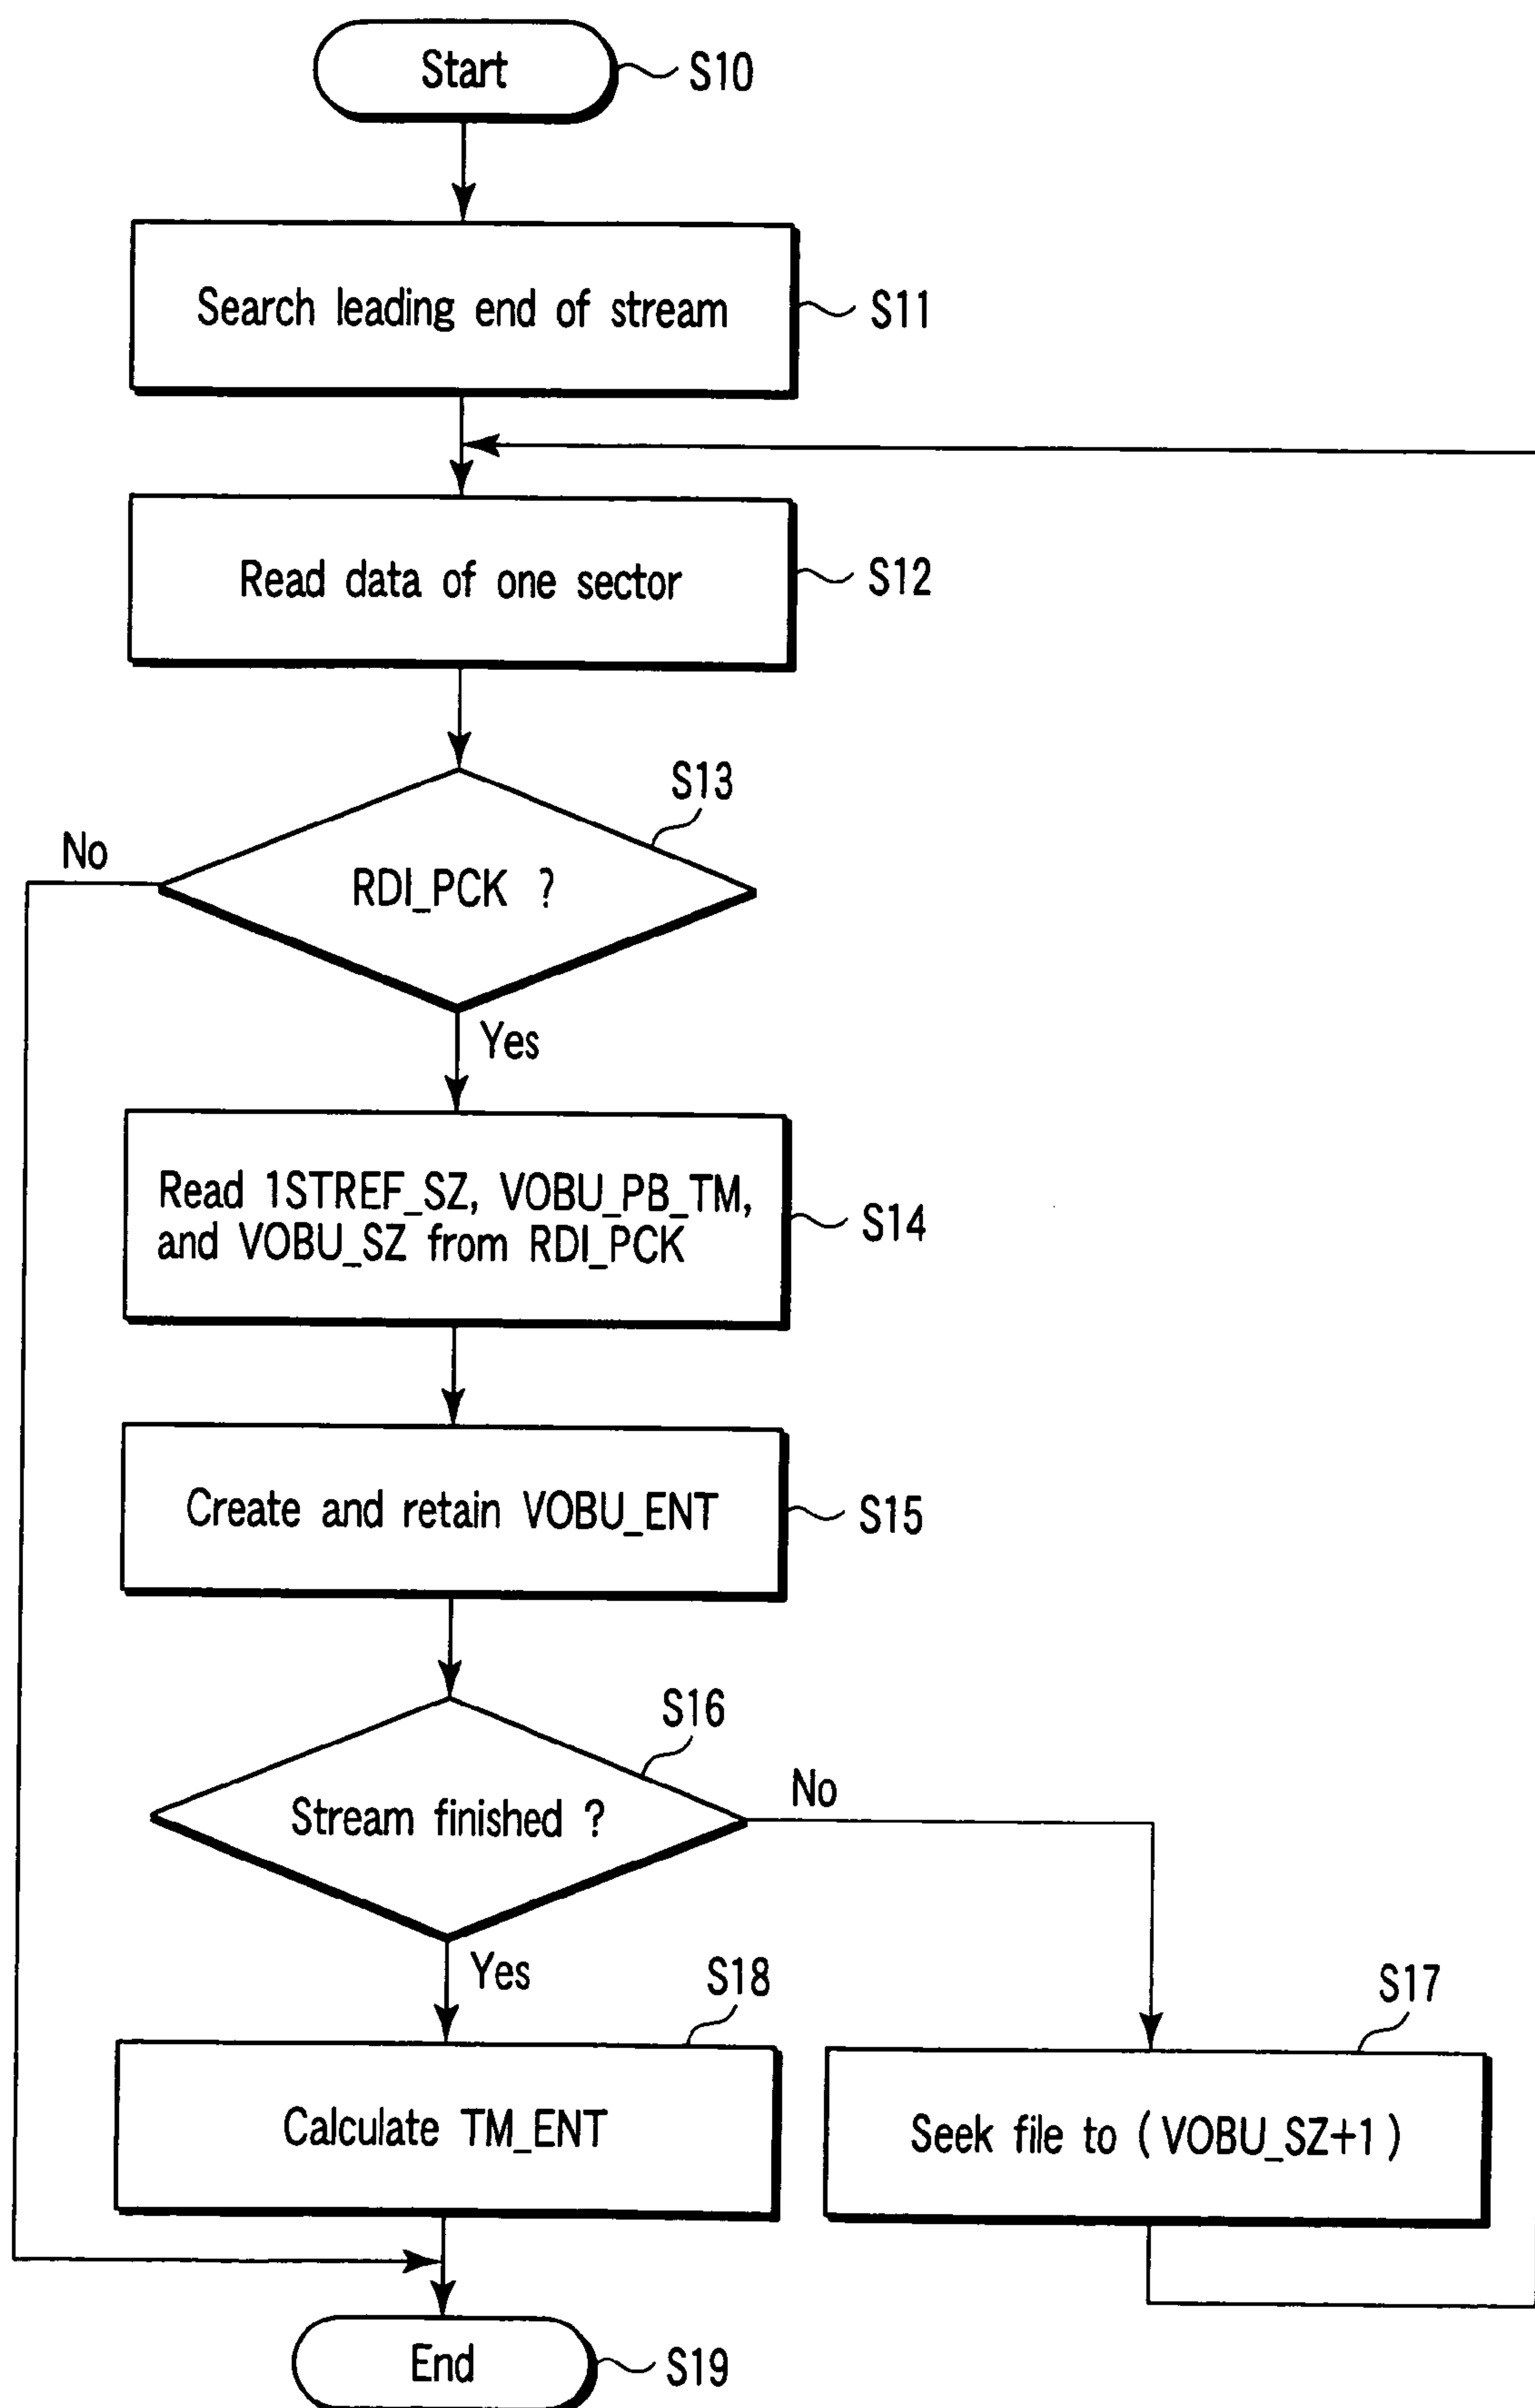 Start
S10
Search leading end of stream
S11
Read data of one sector
S12
S13
No
RDI_PCK ?
Yes
Read 1STREF_SZ, VOBU_PB_TM,
and VOBU_SZ from RDI_PCK
S14
Create and retain VOBU_ENT
S15
S16
No
Stream finished ?
Yes
S18
S17
Calculate TM_ENT
Seek file to (VOBU_SZ+1)
End
S19